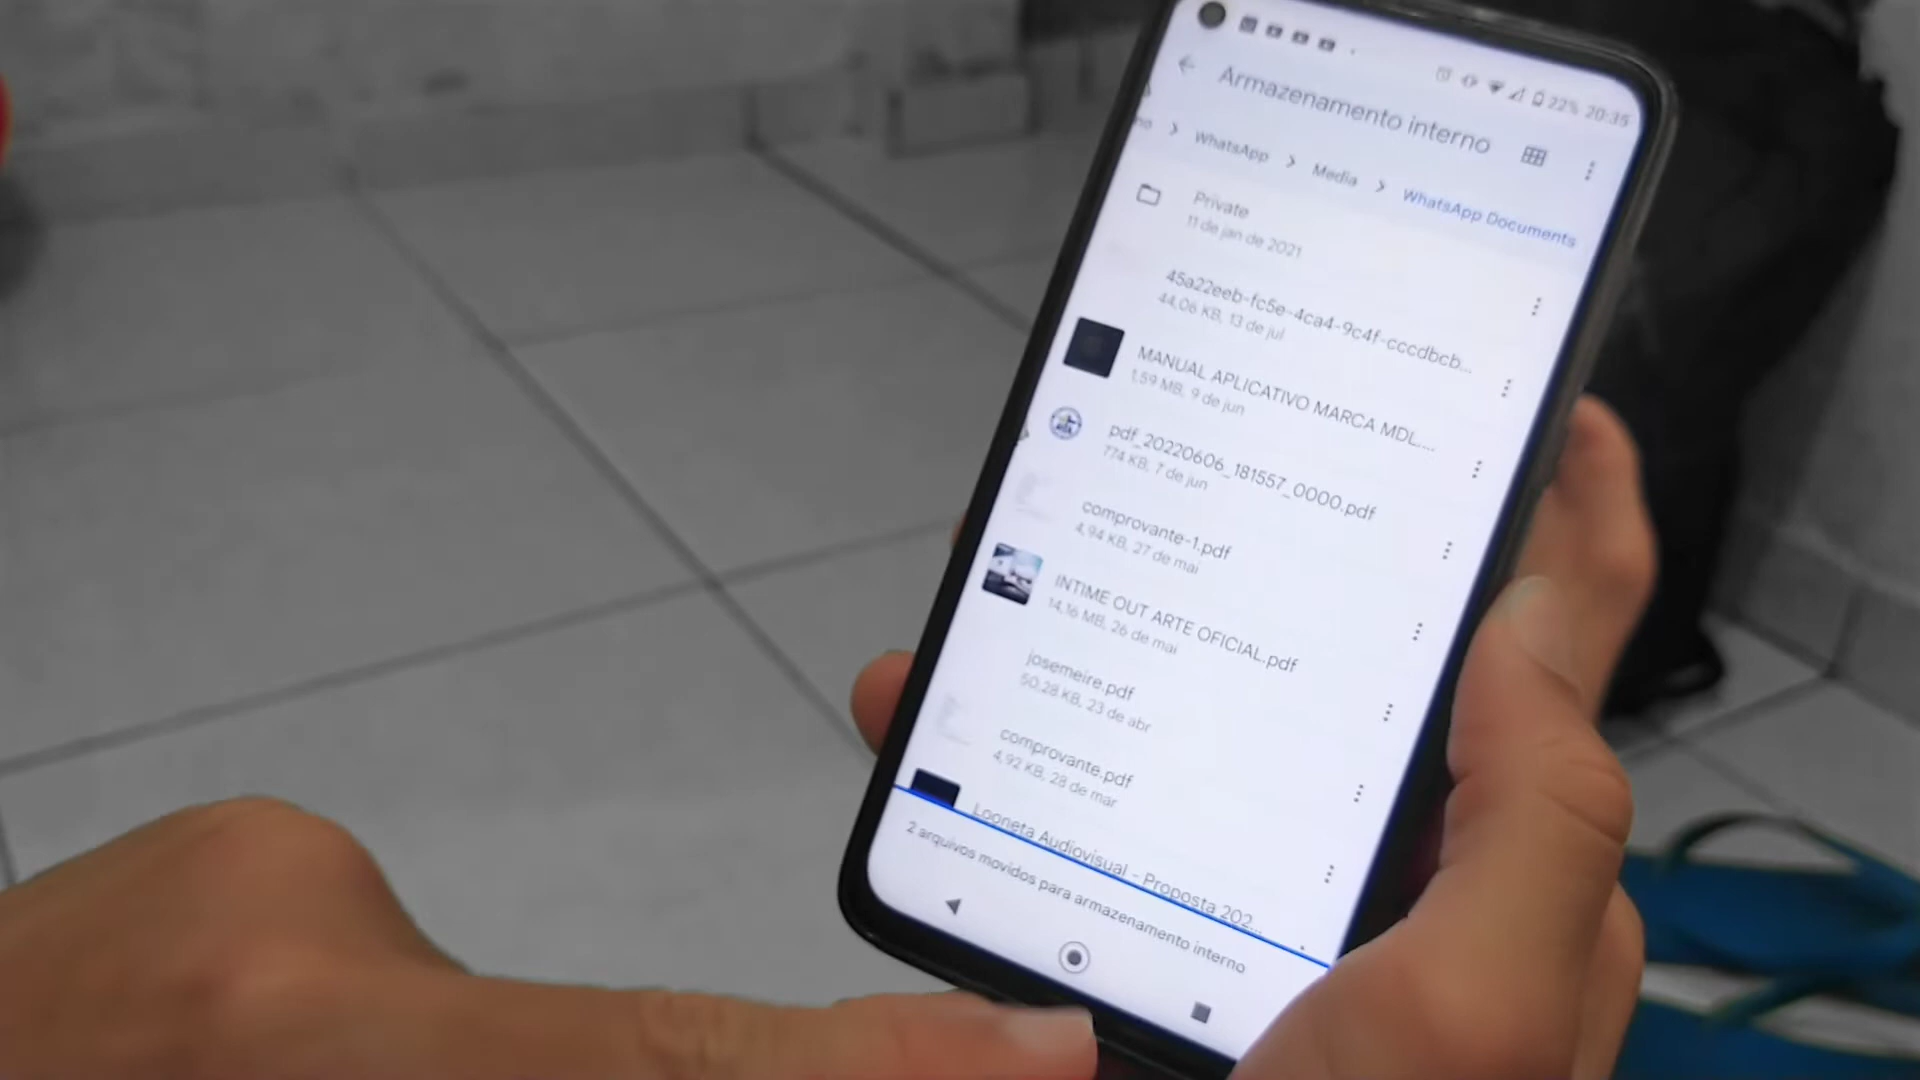 22% 20:35
Armazenamento interno
no > WhatsApp > Media > WhatsApp Documents
Private
11 de jan de 2021
45a22eeb-fc5e-4ca4-9c4f-cccdbcb...
44,06 KB, 13 de jul
MANUAL APLICATIVO MARCA MDL....
1,59 MB, 9 de jun
pdf_20220606_181557_0000.pdf
774 KB, 7 de jun
comprovante-1.pdf
4,94 KB, 27 de mai
INTIME OUT ARTE OFICIAL.pdf
14,16 MB, 26 de mai
josemeire.pdf
50,28 KB, 23 de abr
comprovante.pdf
4,92 KB, 28 de mar
Looneta Audiovisual - Proposta 202...
2 arquivos movidos para armazenamento interno